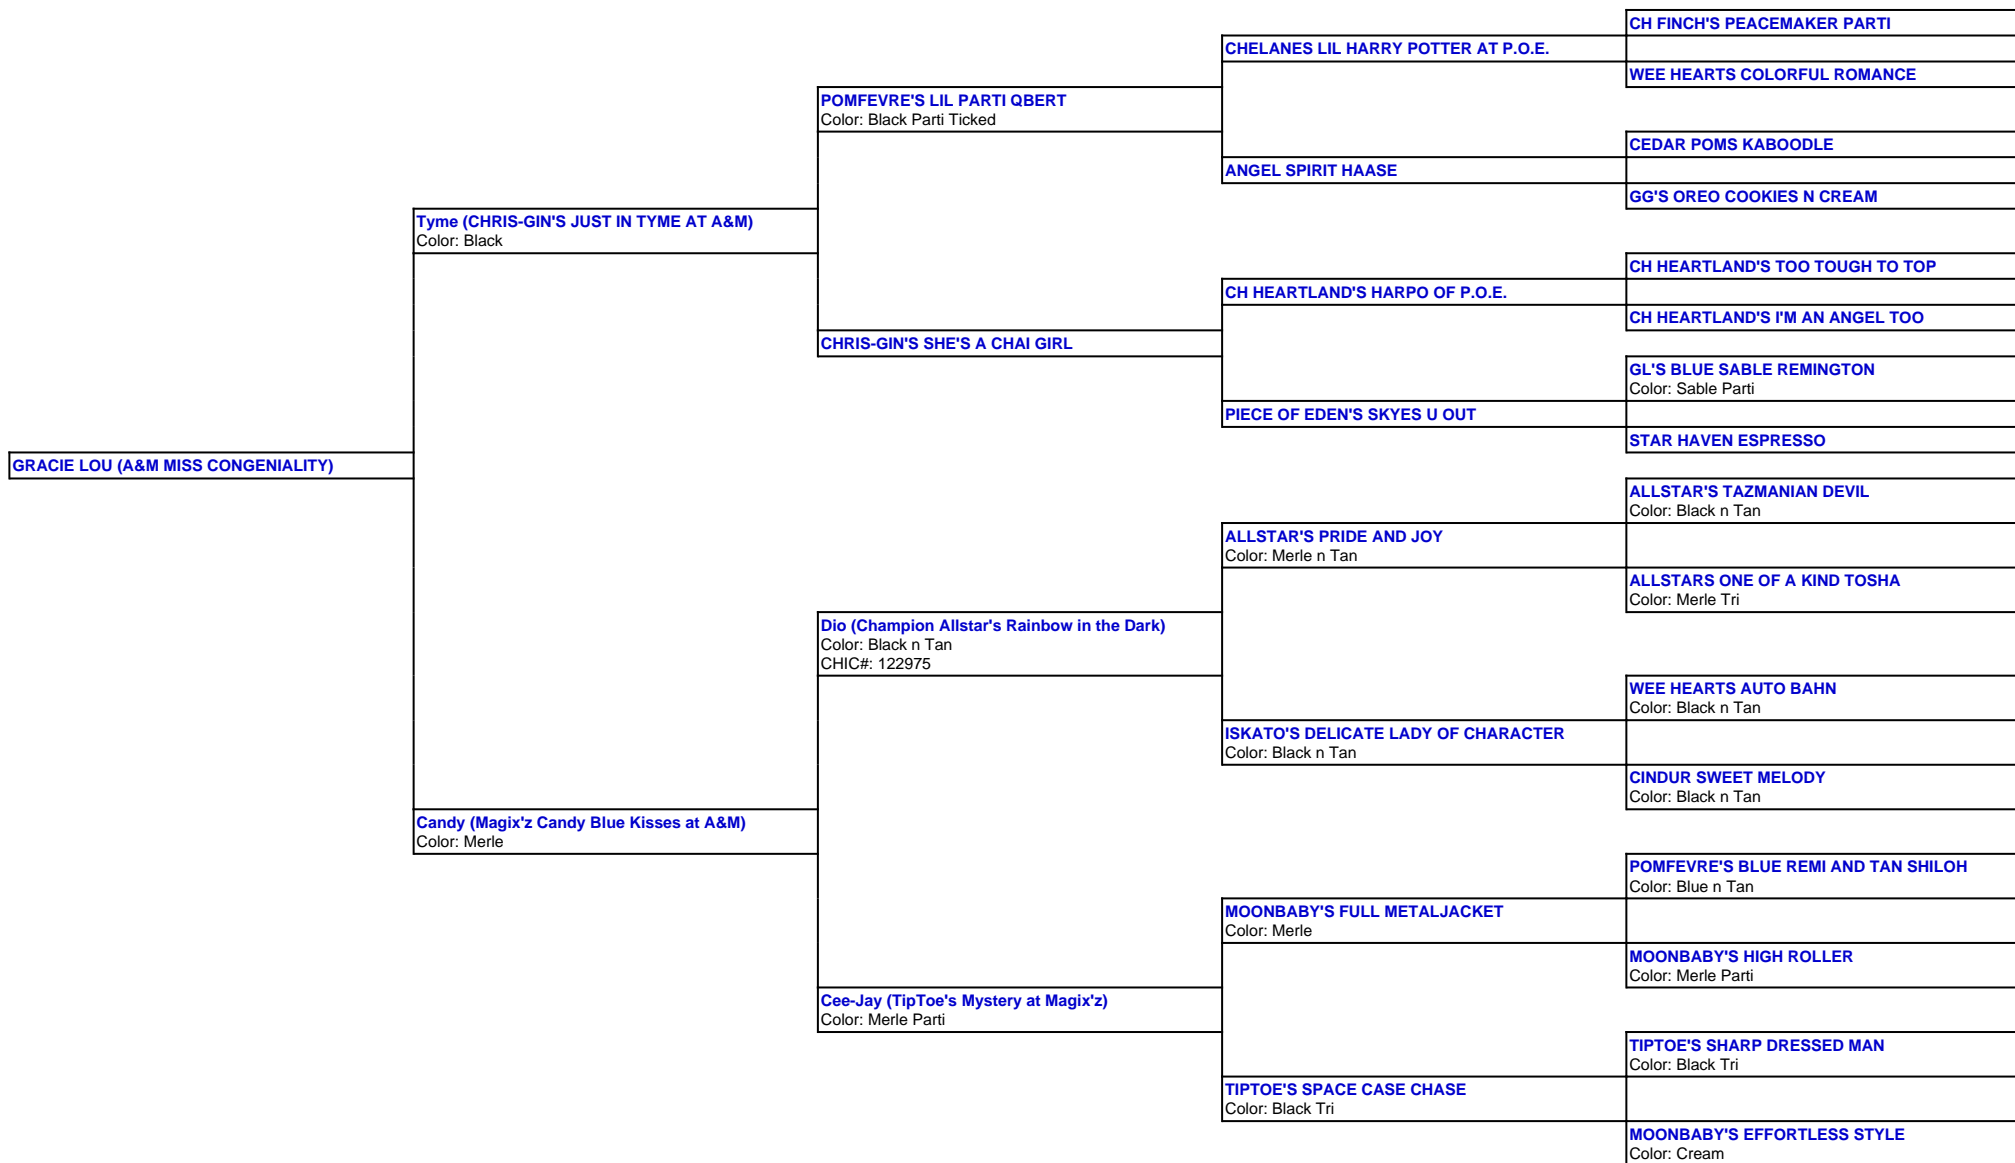 CH FINCH'S PEACEMAKER PARTI
CHELANES LIL HARRY POTTER AT P.O.E.
WEE HEARTS COLORFUL ROMANCE
POMFEVRE'S LIL PARTI QBERT
Color: Black Parti Ticked
CEDAR POMS KABOODLE
ANGEL SPIRIT HAASE
GG'S OREO COOKIES N CREAM
Tyme (CHRIS-GIN'S JUST IN TYME AT A&M)
Color: Black
CH HEARTLAND'S TOO TOUGH TO TOP
CH HEARTLAND'S HARPO OF P.O.E.
CH HEARTLAND'S I'M AN ANGEL TOO
CHRIS-GIN'S SHE'S A CHAI GIRL
GL'S BLUE SABLE REMINGTON
Color: Sable Parti
PIECE OF EDEN'S SKYES U OUT
STAR HAVEN ESPRESSO
GRACIE LOU (A&M MISS CONGENIALITY)
ALLSTAR'S TAZMANIAN DEVIL
Color: Black n Tan
ALLSTAR'S PRIDE AND JOY
Color: Merle n Tan
ALLSTARS ONE OF A KIND TOSHA
Color: Merle Tri
Dio (Champion Allstar's Rainbow in the Dark)
Color: Black n Tan
CHIC#: 122975
WEE HEARTS AUTO BAHN
Color: Black n Tan
ISKATO'S DELICATE LADY OF CHARACTER
Color: Black n Tan
CINDUR SWEET MELODY
Color: Black n Tan
Candy (Magix'z Candy Blue Kisses at A&M)
Color: Merle
POMFEVRE'S BLUE REMI AND TAN SHILOH
Color: Blue n Tan
MOONBABY'S FULL METALJACKET
Color: Merle
MOONBABY'S HIGH ROLLER
Color: Merle Parti
Cee-Jay (TipToe's Mystery at Magix'z)
Color: Merle Parti
TIPTOE'S SHARP DRESSED MAN
Color: Black Tri
TIPTOE'S SPACE CASE CHASE
Color: Black Tri
MOONBABY'S EFFORTLESS STYLE
Color: Cream